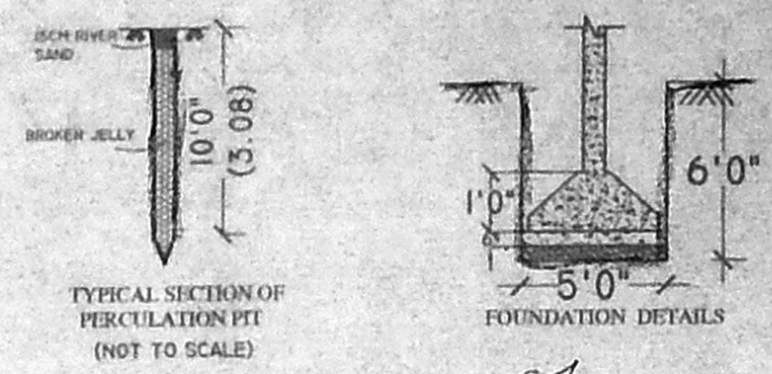 15CM RIVER
SAND
BROKER JELLY
10'0"
(3.08)
TYPICAL SECTION OF
PERCULATION PIT
(NOT TO SCALE)
1'0"
6'0"
5'0"
FOUNDATION DETAILS